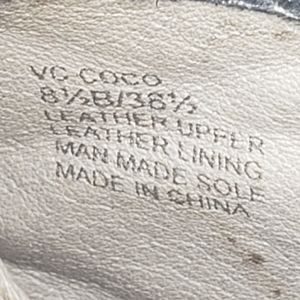 VC COCO
8½B/38½
LEATHER UPPER
LEATHER LINING
MAN MADE SOLE
MADE IN CHINA